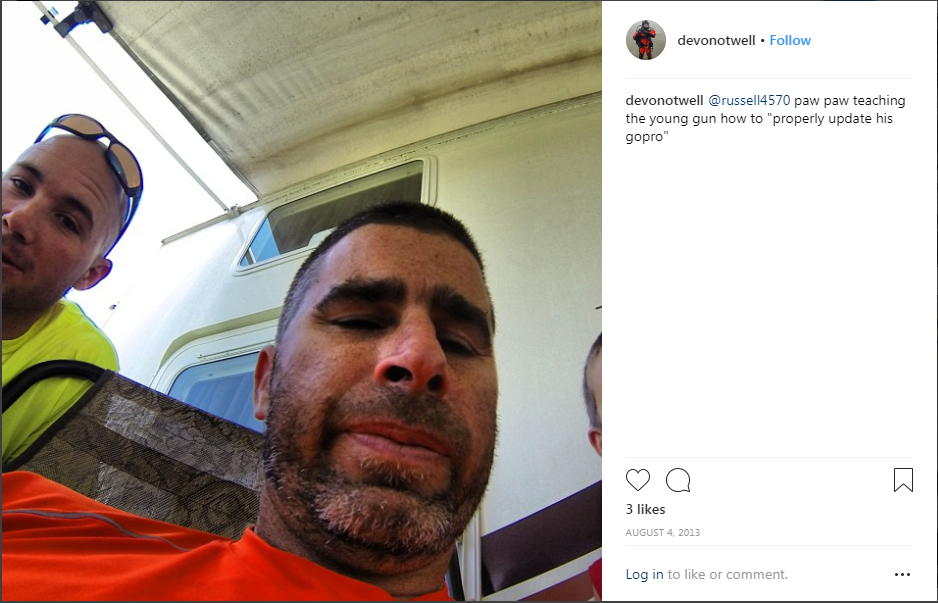 devonotwell • Follow
devonotwell @russell4570 paw paw teaching
the young gun how to "properly update his
gopro"
3 likes
AUGUST 4, 2013
Log in to like or comment.